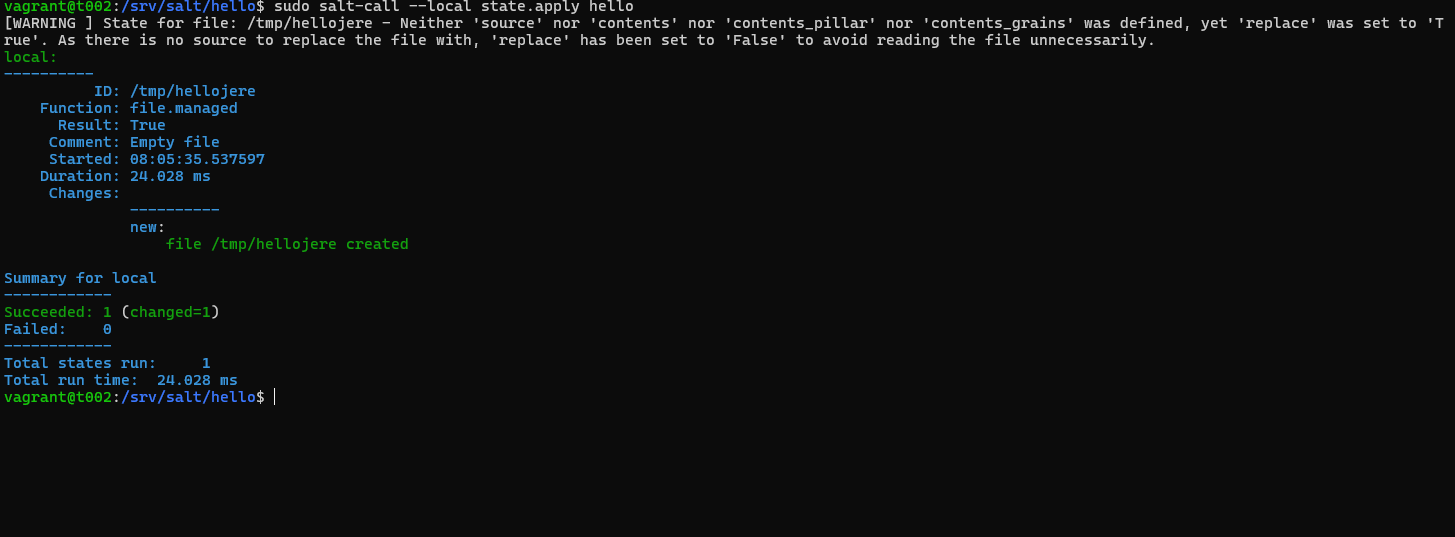 vagrant@t002:/srv/salt/hello$ sudo salt-call --local state.apply hello
[WARNING ] State for file: /tmp/hellojere - Neither 'source' nor 'contents' nor 'contents_pillar' nor 'contents_grains' was defined, yet 'replace' was set to 'T
rue'. As there is no source to replace the file with, 'replace' has been set to 'False' to avoid reading the file unnecessarily.
local:
----------
          ID: /tmp/hellojere
    Function: file.managed
      Result: True
     Comment: Empty file
     Started: 08:05:35.537597
    Duration: 24.028 ms
     Changes:
              ----------
              new:
                  file /tmp/hellojere created

Summary for local
------------
Succeeded: 1 (changed=1)
Failed:    0
------------
Total states run:     1
Total run time:  24.028 ms
vagrant@t002:/srv/salt/hello$